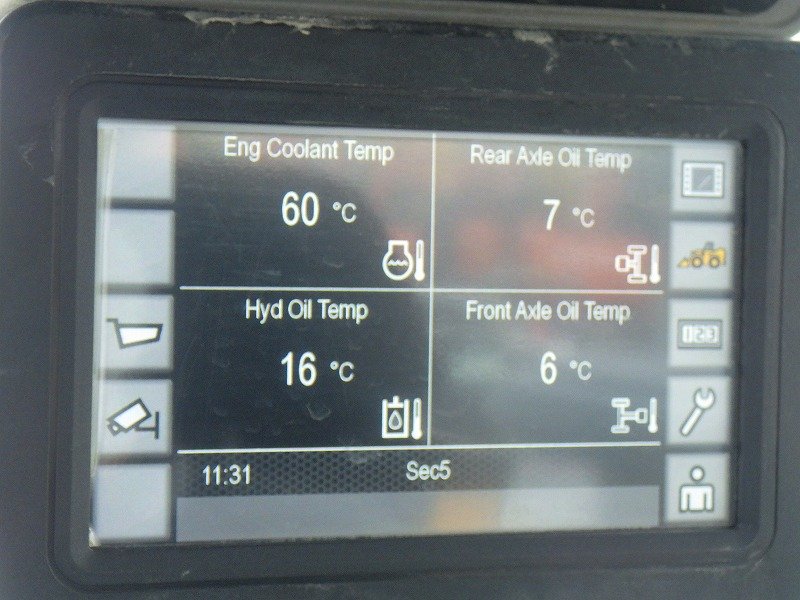 Eng Coolant Temp
60 °C
Rear Axle Oil Temp
7 °C
Hyd Oil Temp
16 °C
Front Axle Oil Temp
6 °C
123
11:31
Sec5